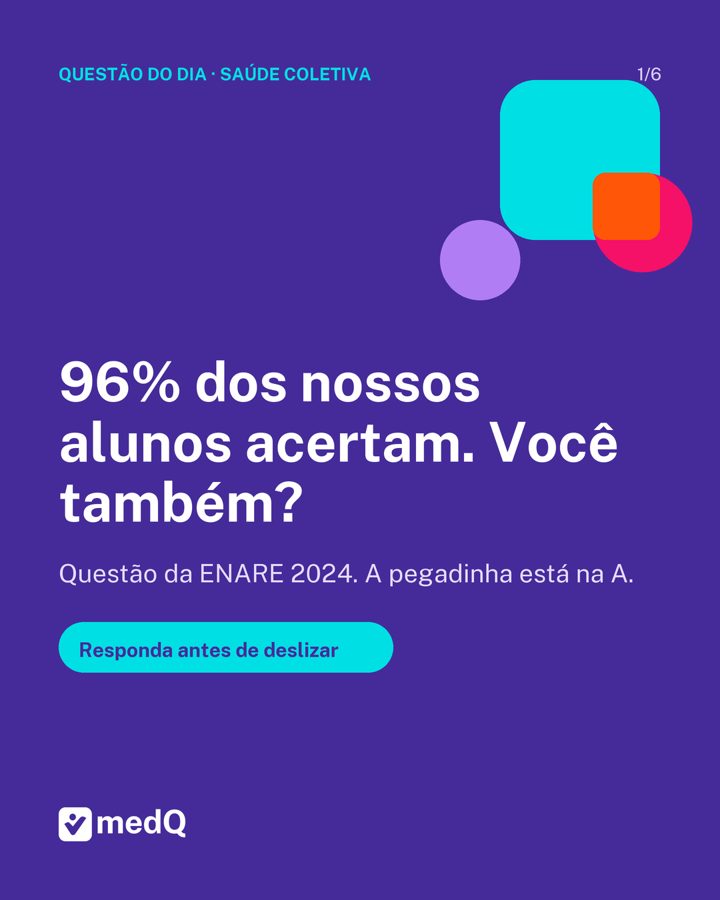 QUESTÃO DO DIA · SAÚDE COLETIVA
1/6
96% dos nossos
alunos acertam. Você
também?
Questão da ENARE 2024. A pegadinha está na A.
Responda antes de deslizar
medQ